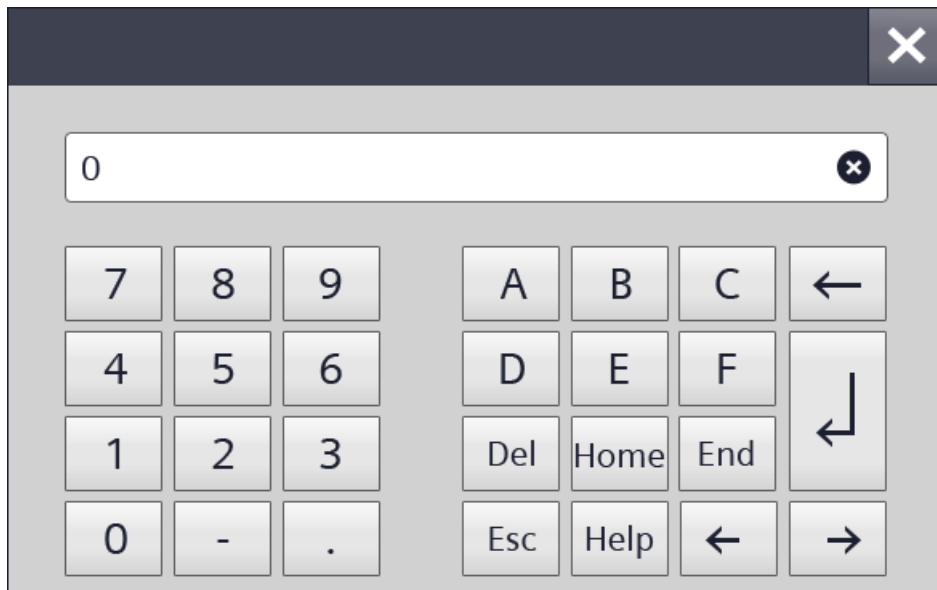 0
7 8 9 A B C ←
4 5 6 D E F ↵
1 2 3 Del Home End
0 - . Esc Help ← →